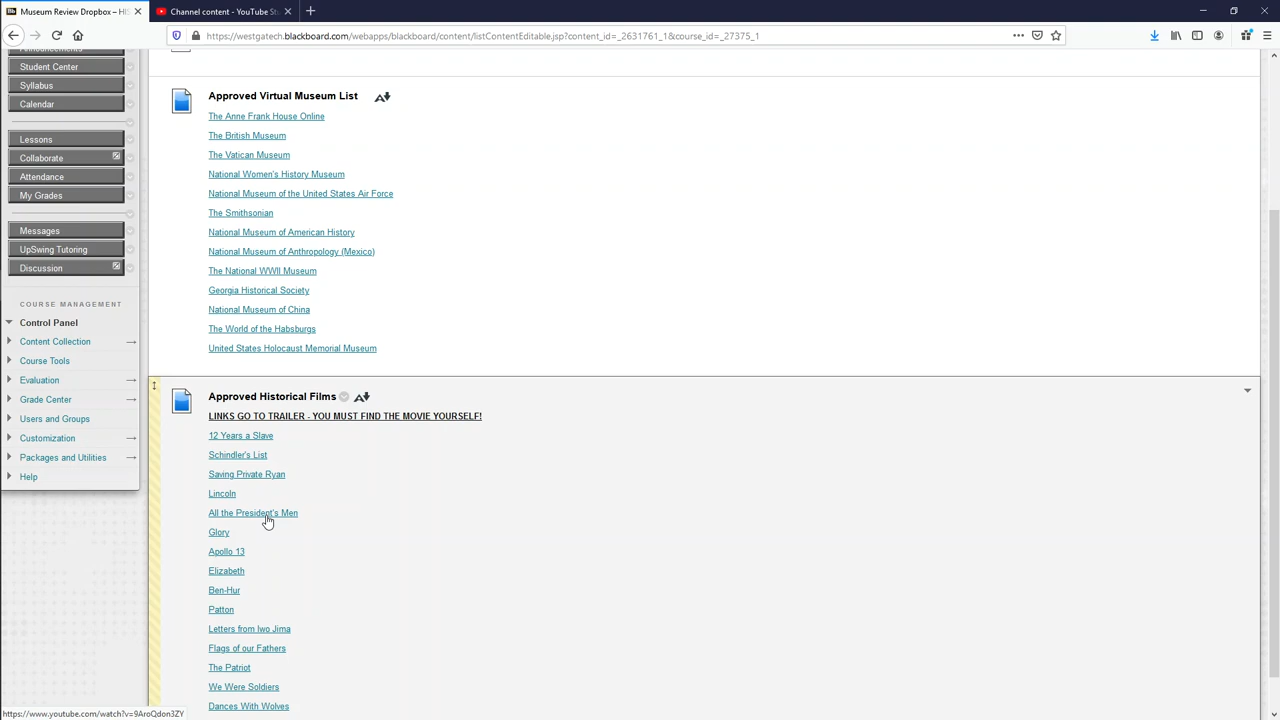 Museum Review Dropbox – HIS
Channel content - YouTube St
https://westgatech.blackboard.com/webapps/blackboard/content/listContentEditable.jsp?content_id=_2631761_1&course_id=_27375_1
Announcements
Student Center
Syllabus
Calendar
Lessons
Collaborate
Attendance
My Grades
Messages
UpSwing Tutoring
Discussion
COURSE MANAGEMENT
Control Panel
Content Collection
Course Tools
Evaluation
Grade Center
Users and Groups
Customization
Packages and Utilities
Help
Approved Virtual Museum List
The Anne Frank House Online
The British Museum
The Vatican Museum
National Women's History Museum
National Museum of the United States Air Force
The Smithsonian
National Museum of American History
National Museum of Anthropology (Mexico)
The National WWII Museum
Georgia Historical Society
National Museum of China
The World of the Habsburgs
United States Holocaust Memorial Museum
Approved Historical Films
LINKS GO TO TRAILER - YOU MUST FIND THE MOVIE YOURSELF!
12 Years a Slave
Schindler's List
Saving Private Ryan
Lincoln
All the President's Men
Glory
Apollo 13
Elizabeth
Ben-Hur
Patton
Letters from Iwo Jima
Flags of our Fathers
The Patriot
We Were Soldiers
Dances With Wolves
https://www.youtube.com/watch?v=9AroQdon3ZY